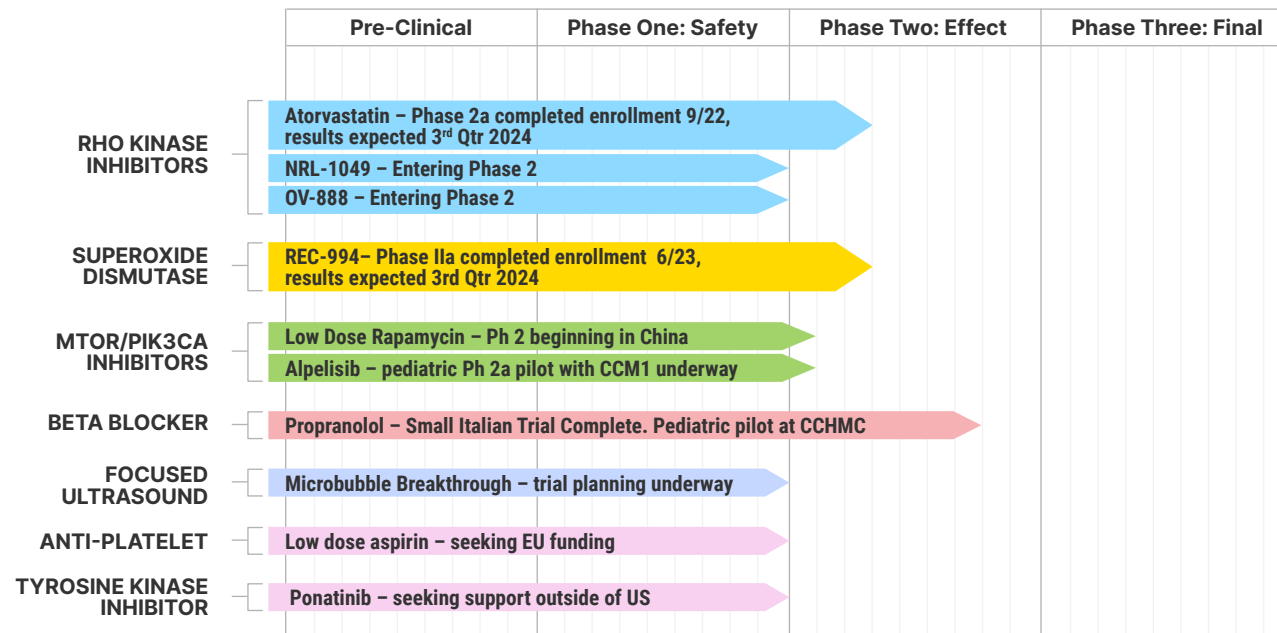 Pre-Clinical
Phase One: Safety
Phase Two: Effect
Phase Three: Final
RHO KINASE
INHIBITORS
Atorvastatin – Phase 2a completed enrollment 9/22,
results expected 3rd Qtr 2024
NRL-1049 – Entering Phase 2
OV-888 – Entering Phase 2
SUPEROXIDE
DISMUTASE
REC-994– Phase IIa completed enrollment 6/23,
results expected 3rd Qtr 2024
MTOR/PIK3CA
INHIBITORS
Low Dose Rapamycin – Ph 2 beginning in China
Alpelisib – pediatric Ph 2a pilot with CCM1 underway
BETA BLOCKER
Propranolol – Small Italian Trial Complete. Pediatric pilot at CCHMC
FOCUSED
ULTRASOUND
Microbubble Breakthrough – trial planning underway
ANTI-PLATELET
Low dose aspirin – seeking EU funding
TYROSINE KINASE
INHIBITOR
Ponatinib – seeking support outside of US